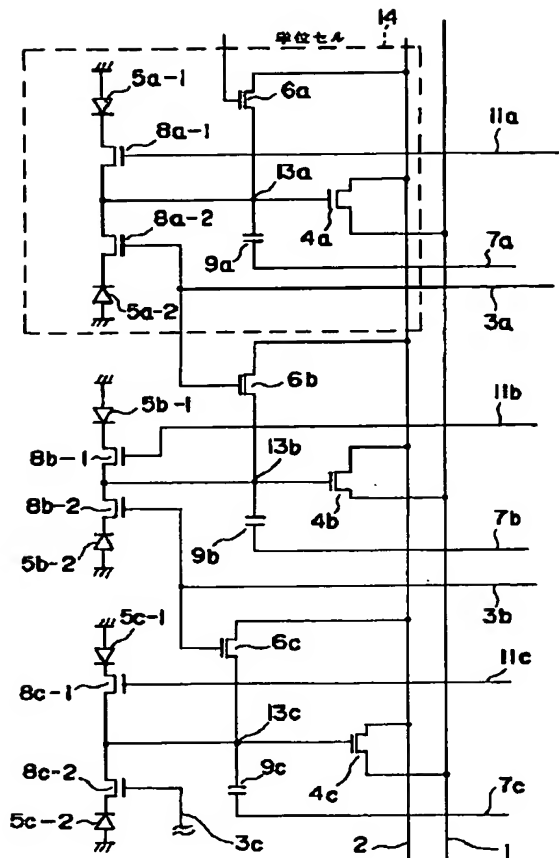 単位セル
14
5a-1
6a
8a-1
11a
13a
8a-2
4a
9a
7a
5a-2
3a
6b
5b-1
11b
8b-1
13b
8b-2
4b
9b
7b
5b-2
3b
5c-1
6c
8c-1
11c
13c
8c-2
9c
4c
7c
5c-2
3c
2
1